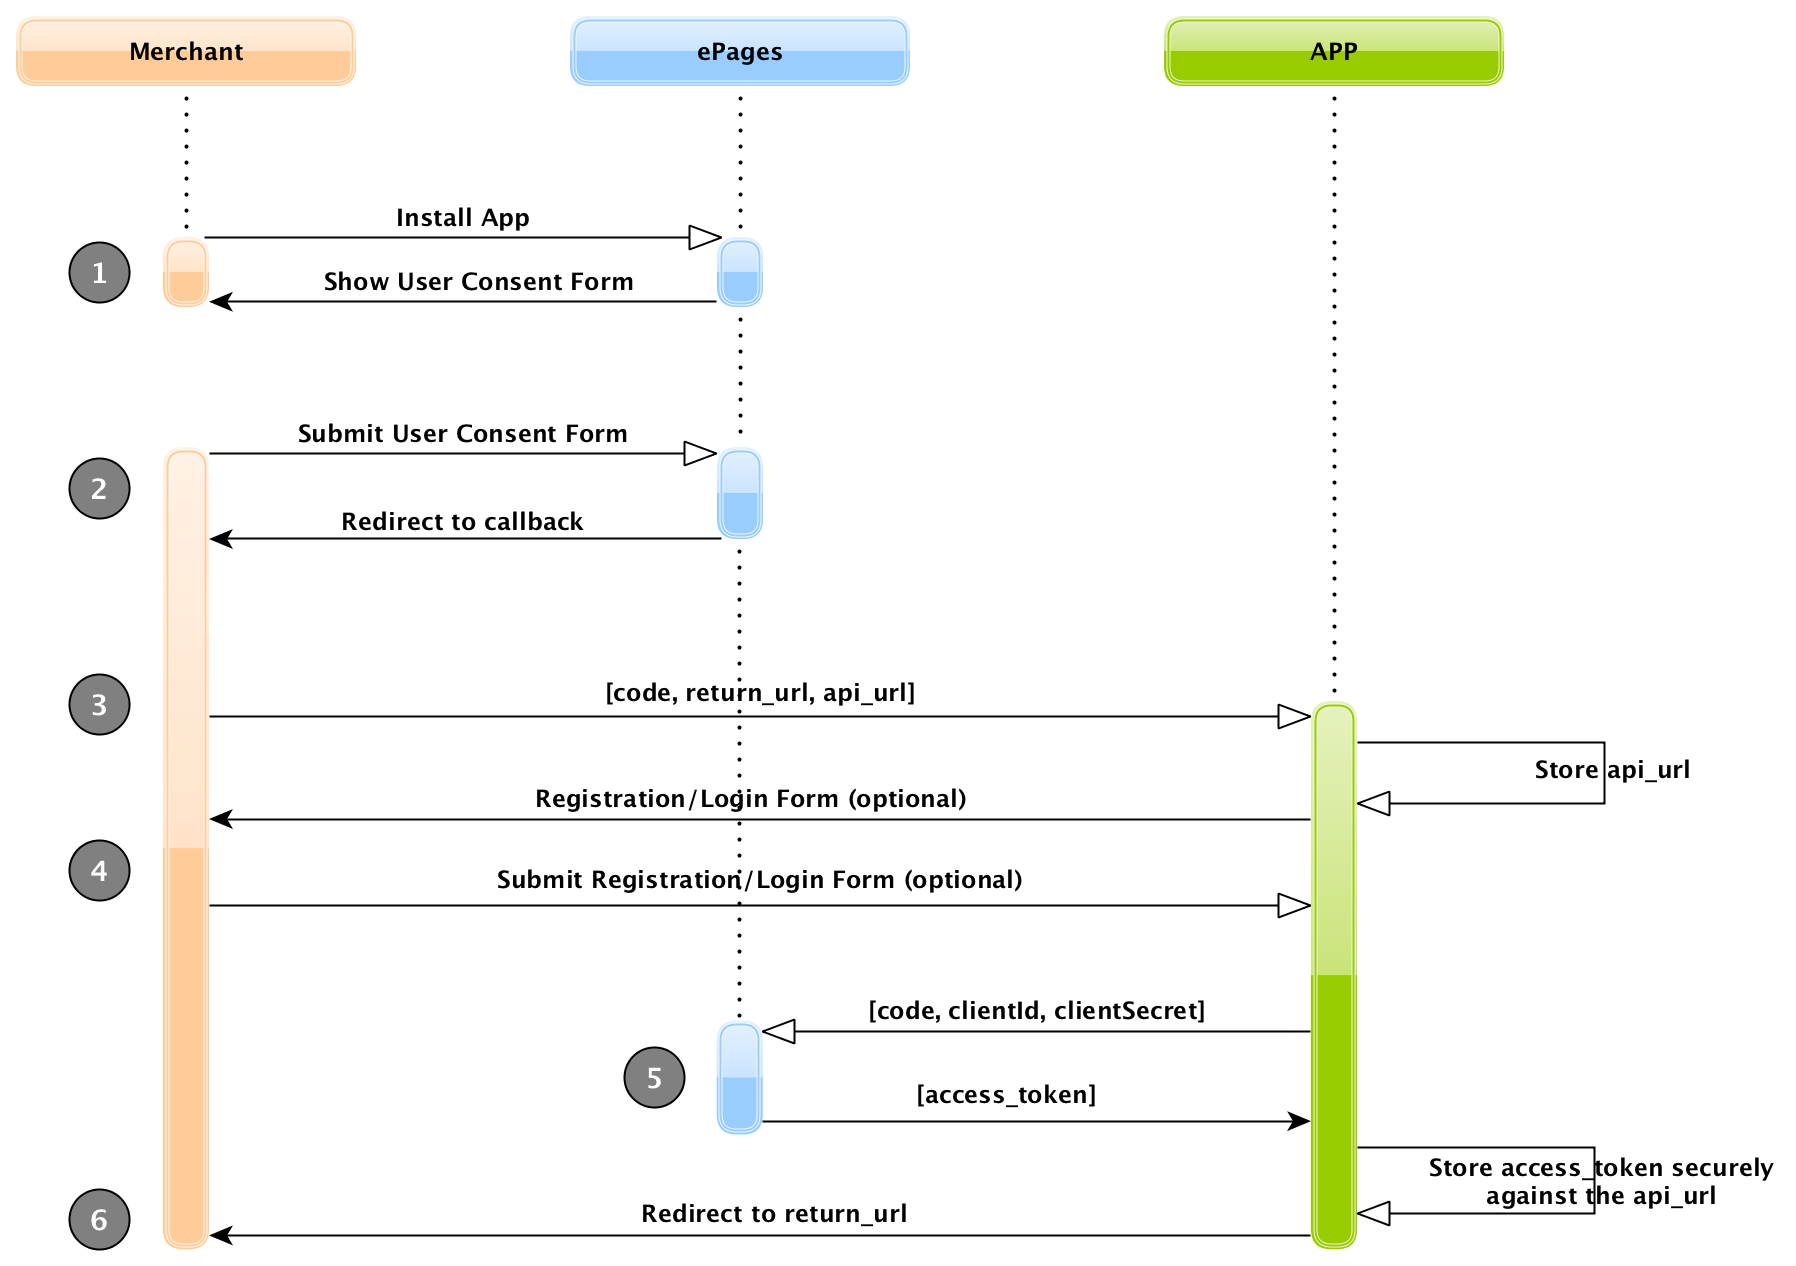 Merchant
ePages
APP
Install App
1
Show User Consent Form
Submit User Consent Form
2
Redirect to callback
3
[code, return_url, api_url]
Store api_url
Registration/Login Form (optional)
4
Submit Registration/Login Form (optional)
[code, clientId, clientSecret]
5
[access_token]
Store access_token securely
against the api_url
6
Redirect to return_url